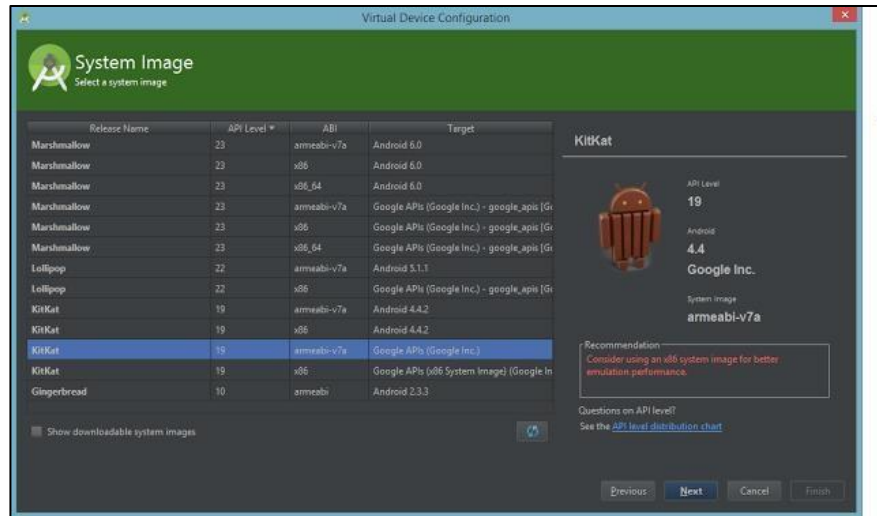 Virtual Device Configuration
System Image
Select a system image
Release Name API Level ABI Target
Marshmallow 23 armeabi-v7a Android 6.0
Marshmallow 23 x86 Android 6.0
Marshmallow 23 x86_64 Android 6.0
Marshmallow 23 armeabi-v7a Google APIs (Google Inc.) - google_apis [Go
Marshmallow 23 x86 Google APIs (Google Inc.) - google_apis [Go
Marshmallow 23 x86_64 Google APIs (Google Inc.) - google_apis [Go
Lollipop 22 armeabi-v7a Android 5.1.1
Lollipop 22 x86 Google APIs (Google Inc.) - google_apis [Go
KitKat 19 armeabi-v7a Android 4.4.2
KitKat 19 x86 Android 4.4.2
KitKat 19 armeabi-v7a Google APIs (Google Inc.)
KitKat 19 x86 Google APIs (x86 System Image) (Google In
Gingerbread 10 armeabi Android 2.3.3
Show downloadable system images
KitKat
API Level
19
Android
4.4
Google Inc.
System Image
armeabi-v7a
Recommendation
Consider using an x86 system image for better
emulation performance.
Questions on API level?
See the API level distribution chart
Previous Next Cancel Finish